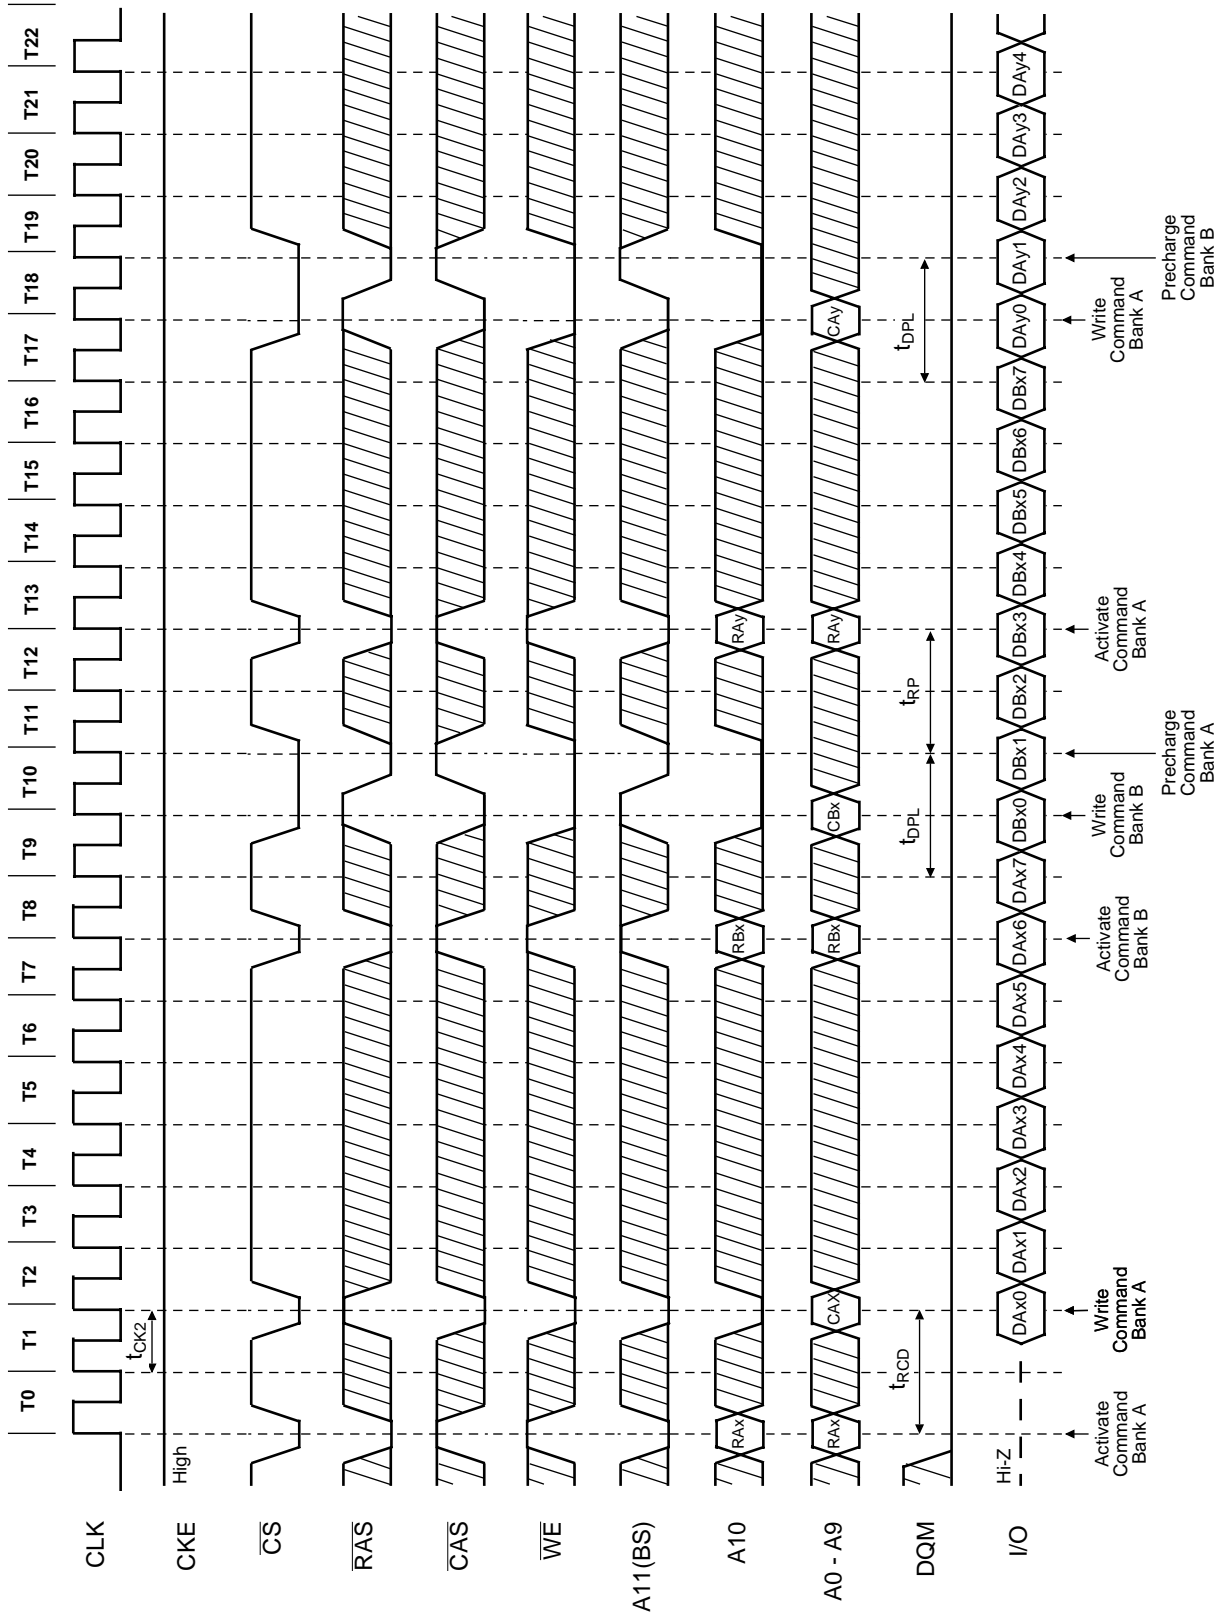 T0 T1 T2 T3 T4 T5 T6 T7 T8 T9 T10 T11 T12 T13 T14 T15 T16 T17 T18 T19 T20 T21 T22
CLK
tCK2
CKE
High
CS
RAS
CAS
WE
A11(BS)
A10
RAx RBx RAy
A0 - A9
RAx CAX RBx CBx RAy CAy
DQM
tRCD tDPL tRP tDPL
I/O
Hi-Z
DAx0 DAx1 DAx2 DAx3 DAx4 DAx5 DAx6 DAx7 DBx0 DBx1 DBx2 DBx3 DBx4 DBx5 DBx6 DBx7 DAy0 DAy1 DAy2 DAy3 DAy4
Activate
Command
Bank A
Write
Command
Bank A
Activate
Command
Bank B
Write
Command
Bank B
Precharge
Command
Bank A
Activate
Command
Bank A
Write
Command
Bank A
Precharge
Command
Bank B